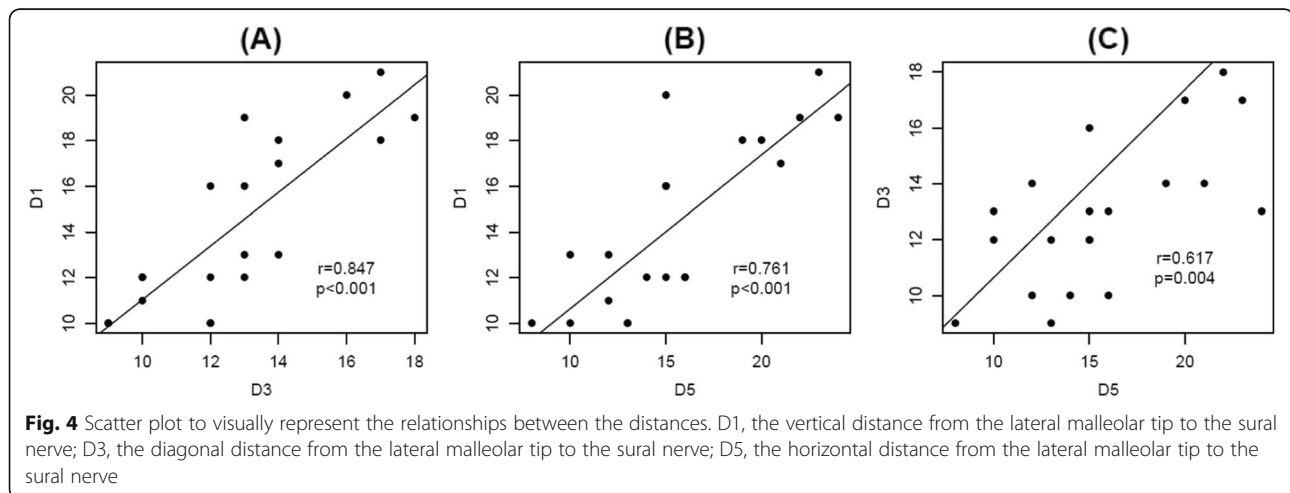 (A)
D1
20
18
16
14
12
10
r=0.847
p<0.001
10 12 14 16 18
D3
(B)
D1
20
18
16
14
12
10
r=0.761
p<0.001
10 15 20
D5
(C)
D3
18
16
14
12
10
r=0.617
p=0.004
10 15 20
D5
Fig. 4 Scatter plot to visually represent the relationships between the distances. D1, the vertical distance from the lateral malleolar tip to the sural
nerve; D3, the diagonal distance from the lateral malleolar tip to the sural nerve; D5, the horizontal distance from the lateral malleolar tip to the
sural nerve